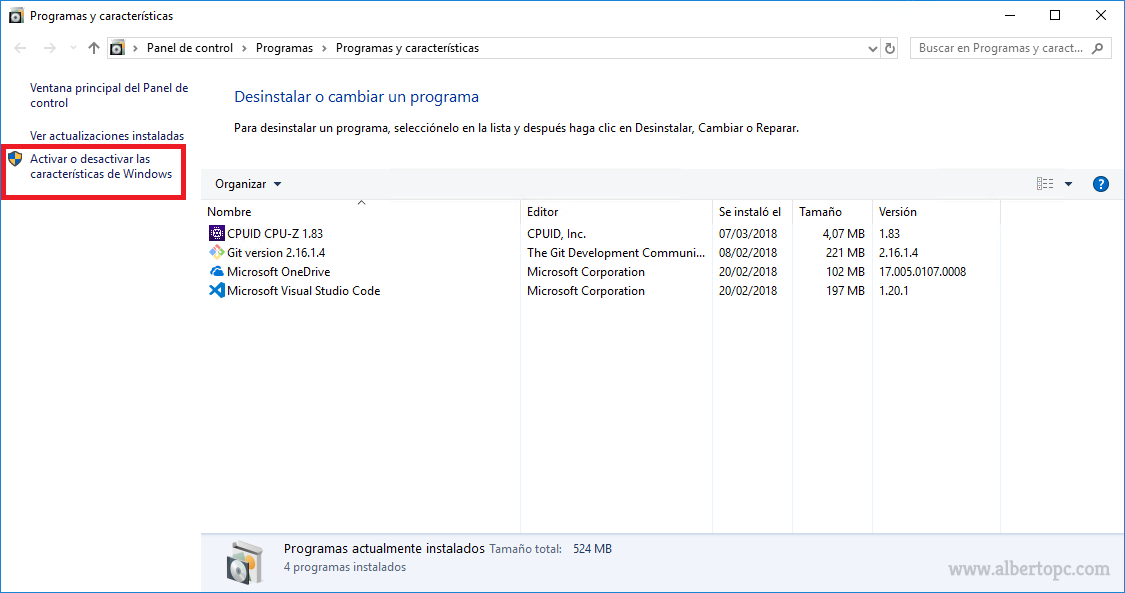 Programas y características
Panel de control > Programas > Programas y características
Buscar en Programas y caract...
Ventana principal del Panel de
control
Ver actualizaciones instaladas
Activar o desactivar las
características de Windows
Desinstalar o cambiar un programa
Para desinstalar un programa, selecciónelo en la lista y después haga clic en Desinstalar, Cambiar o Reparar.
Organizar
Nombre Editor Se instaló el Tamaño Versión
CPUID CPU-Z 1.83 CPUID, Inc. 07/03/2018 4,07 MB 1.83
Git version 2.16.1.4 The Git Development Communi... 08/02/2018 221 MB 2.16.1.4
Microsoft OneDrive Microsoft Corporation 20/02/2018 102 MB 17.005.0107.0008
Microsoft Visual Studio Code Microsoft Corporation 20/02/2018 197 MB 1.20.1
Programas actualmente instalados Tamaño total: 524 MB
4 programas instalados
www.albertopc.com